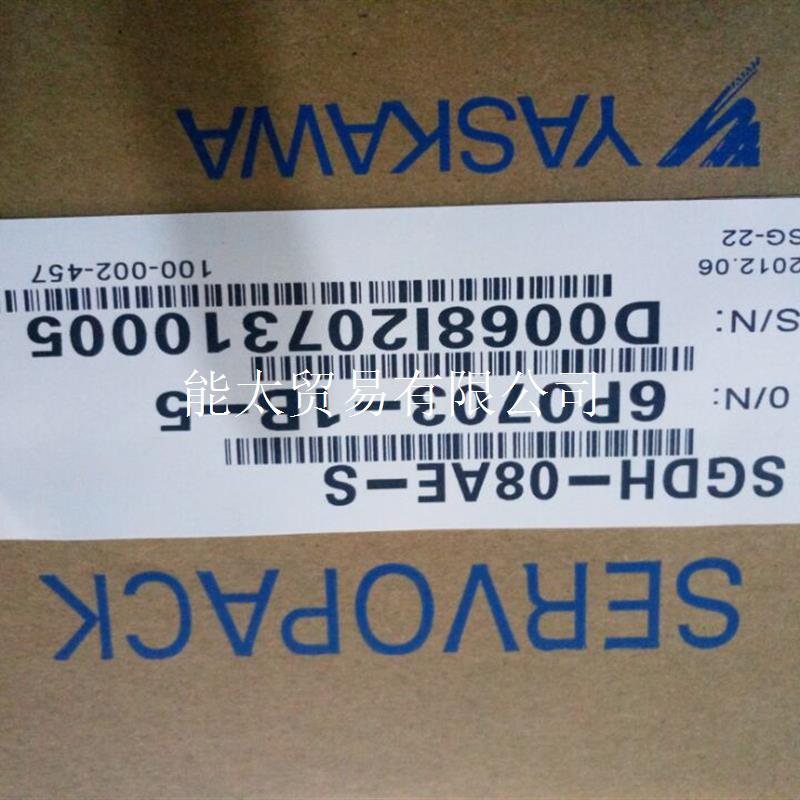 SERVOPACK
SGDH-08AE-S
O/N: 6P0703-1B-5
能太贸易有限公司
S/N: D0068I207310005
2012.06 100-002-457
SG-22
YASKAWA